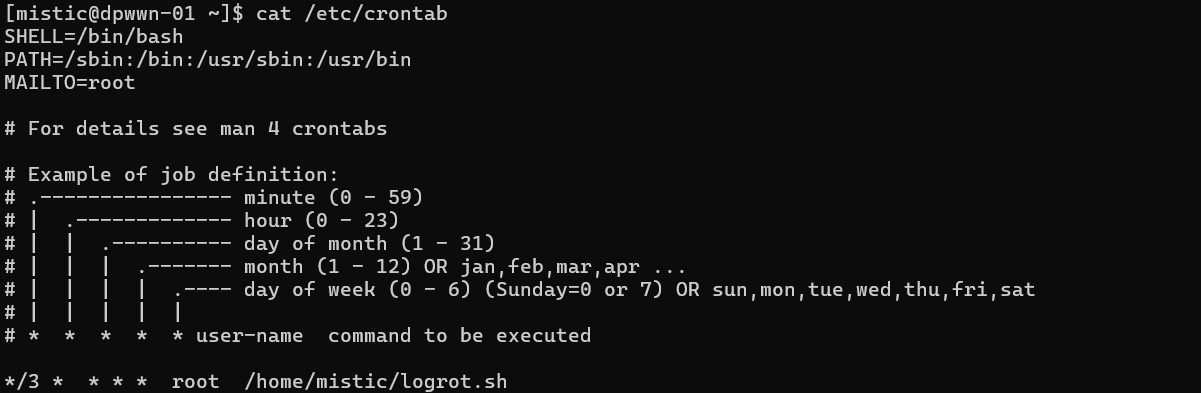 [mistic@dpwwn-01 ~]$ cat /etc/crontab
SHELL=/bin/bash
PATH=/sbin:/bin:/usr/sbin:/usr/bin
MAILTO=root

# For details see man 4 crontabs

# Example of job definition:
# .---------------- minute (0 - 59)
# |  .------------- hour (0 - 23)
# |  |  .---------- day of month (1 - 31)
# |  |  |  .------- month (1 - 12) OR jan,feb,mar,apr ...
# |  |  |  |  .---- day of week (0 - 6) (Sunday=0 or 7) OR sun,mon,tue,wed,thu,fri,sat
# |  |  |  |  |
# *  *  *  *  * user-name  command to be executed

*/3 *  * * *  root  /home/mistic/logrot.sh